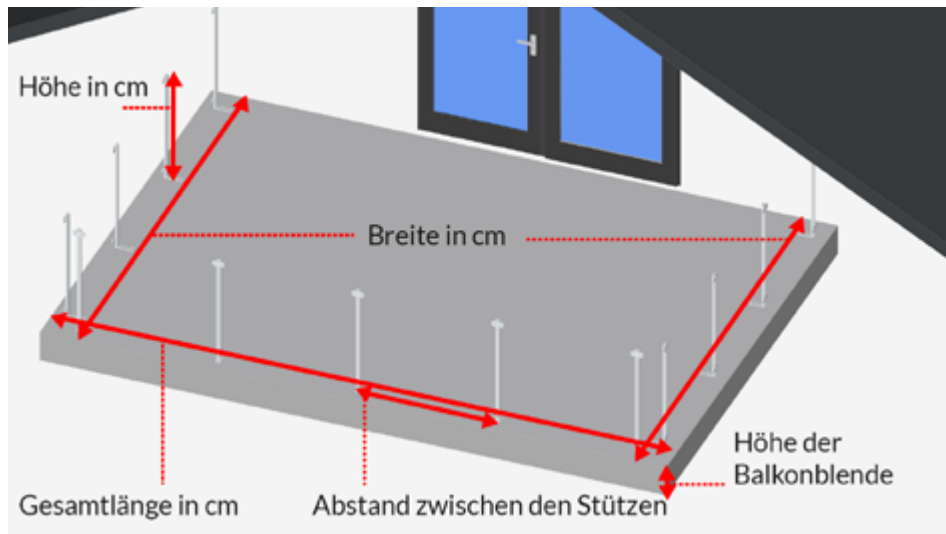 Höhe in cm
Breite in cm
Höhe der
Balkonblende
Gesamtlänge in cm
Abstand zwischen den Stützen